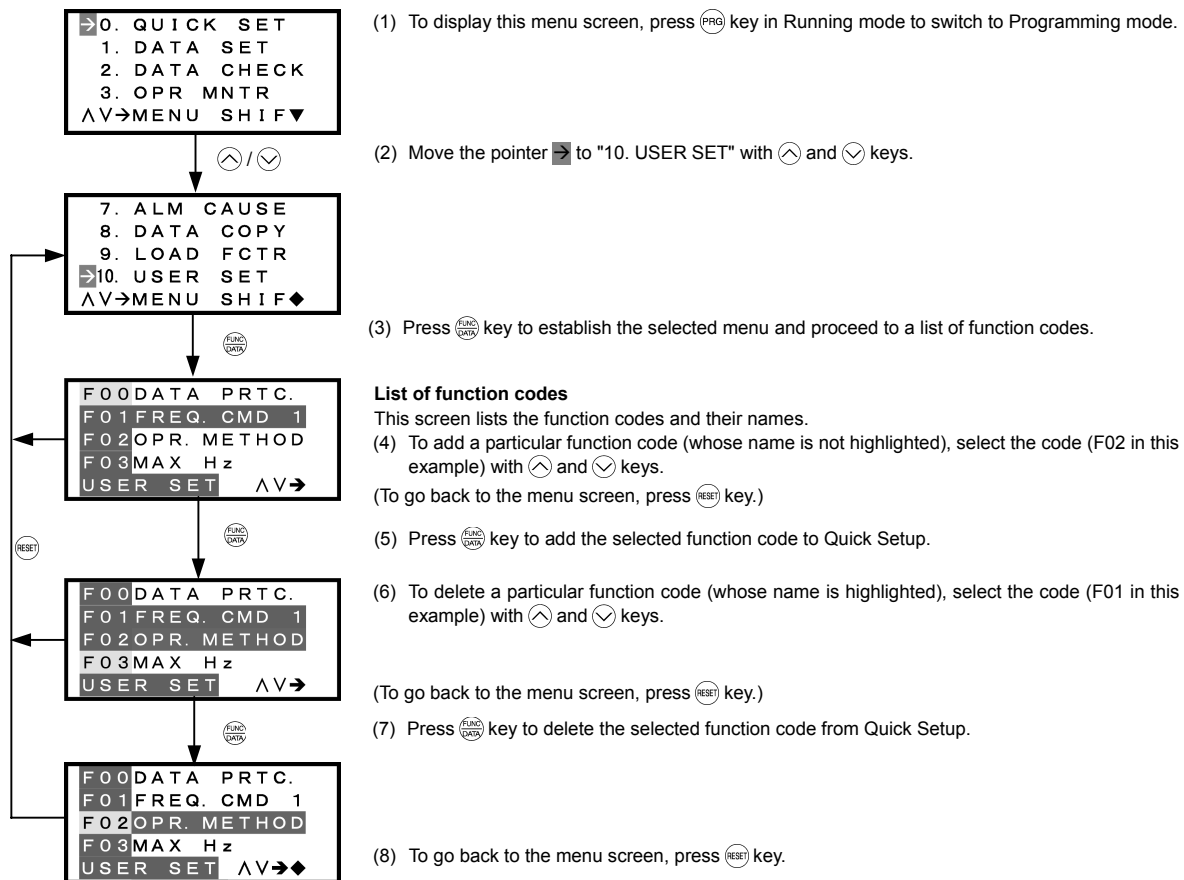 →0. QUICK SET
1. DATA SET
2. DATA CHECK
3. OPR MNTR
∧∨→MENU SHIF▼
(1) To display this menu screen, press PRG key in Running mode to switch to Programming mode.
/
(2) Move the pointer → to "10. USER SET" with ∧ and ∨ keys.
7. ALM CAUSE
8. DATA COPY
9. LOAD FCTR
→10. USER SET
∧∨→MENU SHIF◆
(3) Press FUNC DATA key to establish the selected menu and proceed to a list of function codes.
FUNC
DATA
F00DATA PRTC.
F01FREQ. CMD 1
F02OPR. METHOD
F03MAX Hz
USER SET ∧∨→
List of function codes
This screen lists the function codes and their names.
(4) To add a particular function code (whose name is not highlighted), select the code (F02 in this
example) with ∧ and ∨ keys.
(To go back to the menu screen, press RESET key.)
FUNC
DATA
RESET
(5) Press FUNC DATA key to add the selected function code to Quick Setup.
F00DATA PRTC.
F01FREQ. CMD 1
F02OPR. METHOD
F03MAX Hz
USER SET ∧∨→
(6) To delete a particular function code (whose name is highlighted), select the code (F01 in this
example) with ∧ and ∨ keys.
(To go back to the menu screen, press RESET key.)
FUNC
DATA
(7) Press FUNC DATA key to delete the selected function code from Quick Setup.
F00DATA PRTC.
F01FREQ. CMD 1
F02OPR. METHOD
F03MAX Hz
USER SET ∧∨→◆
(8) To go back to the menu screen, press RESET key.